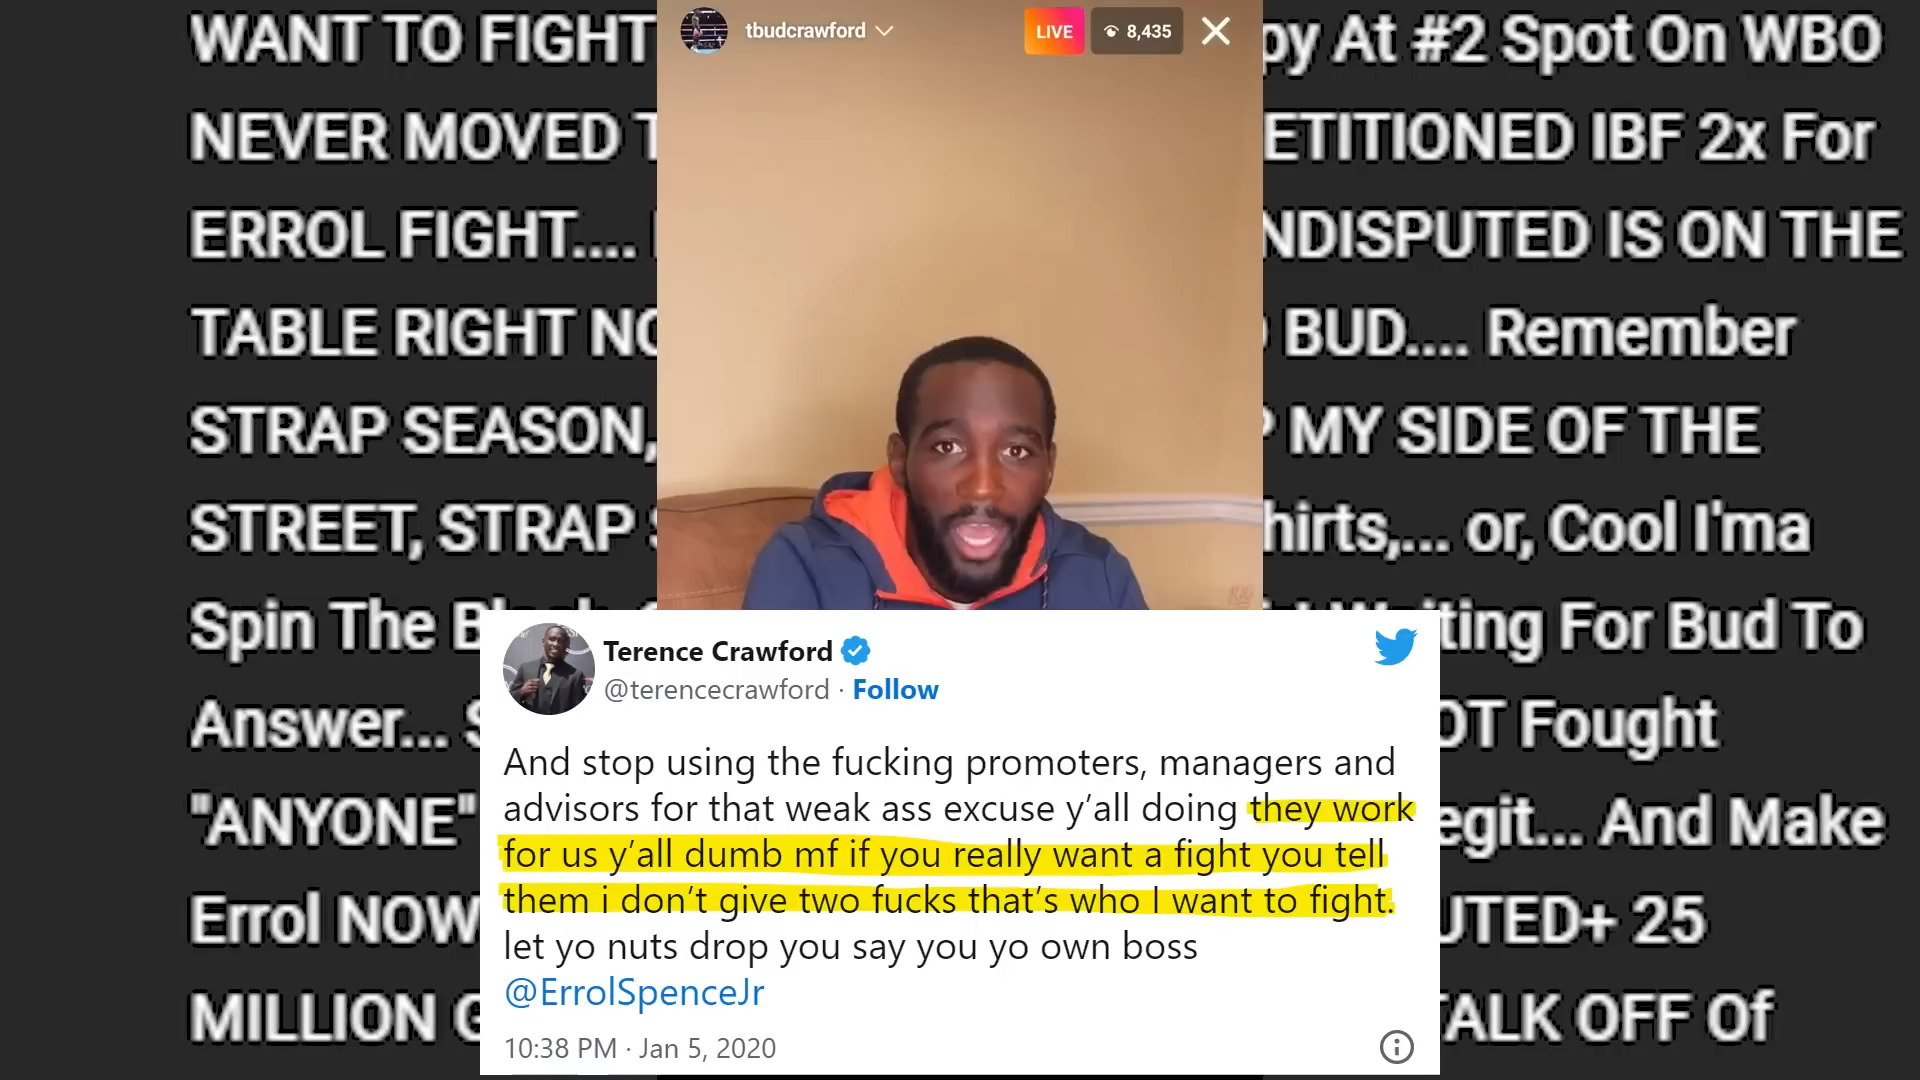 WANT TO FIGHT
py At #2 Spot On WBO
NEVER MOVED T
ETITIONED IBF 2x For
ERROL FIGHT....
NDISPUTED IS ON THE
TABLE RIGHT NO
BUD.... Remember
STRAP SEASON,
P MY SIDE OF THE
STREET, STRAP S
hirts,... or, Cool I'ma
Spin The Block
Waiting For Bud To
Answer... S
OT Fought
"ANYONE"
egit... And Make
Errol NOW
UTED+ 25
MILLION G
TALK OFF Of
tbudcrawford
LIVE
8,435
Terence Crawford
@terencecrawford · Follow
And stop using the fucking promoters, managers and
advisors for that weak ass excuse y’all doing they work
for us y’all dumb mf if you really want a fight you tell
them i don’t give two fucks that’s who I want to fight.
let yo nuts drop you say you yo own boss
@ErrolSpenceJr
10:38 PM · Jan 5, 2020